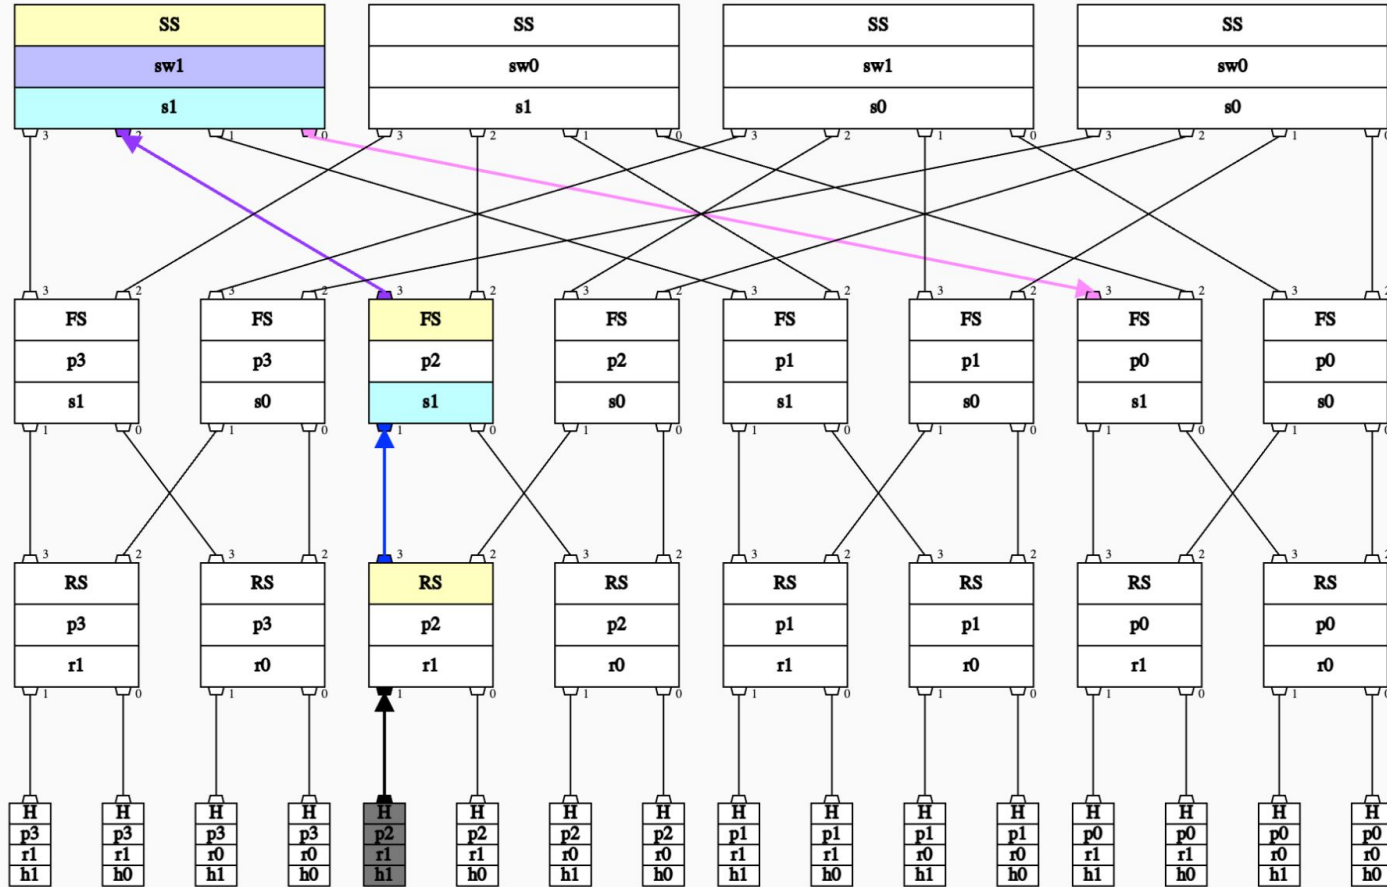 SS SS SS SS
sw1 sw0 sw1 sw0
s1 s1 s0 s0
3 2 1 0 3 2 1 0 3 2 1 0 3 2 1 0
3 2 3 2 3 2 3 2 3 2 3 2 3 2 3 2
FS FS FS FS FS FS FS FS
p3 p3 p2 p2 p1 p1 p0 p0
s1 s0 s1 s0 s1 s0 s1 s0
1 0 1 0 1 0 1 0 1 0 1 0 1 0 1 0
3 2 3 2 3 2 3 2 3 2 3 2 3 2 3 2
RS RS RS RS RS RS RS RS
p3 p3 p2 p2 p1 p1 p0 p0
r1 r0 r1 r0 r1 r0 r1 r0
1 0 1 0 1 0 1 0 1 0 1 0 1 0 1 0
H H H H H H H H H H H H H H H H
p3 p3 p3 p3 p2 p2 p2 p2 p1 p1 p1 p1 p0 p0 p0 p0
r1 r1 r0 r0 r1 r1 r0 r0 r1 r1 r0 r0 r1 r1 r0 r0
h1 h0 h1 h0 h1 h0 h1 h0 h1 h0 h1 h0 h1 h0 h1 h0